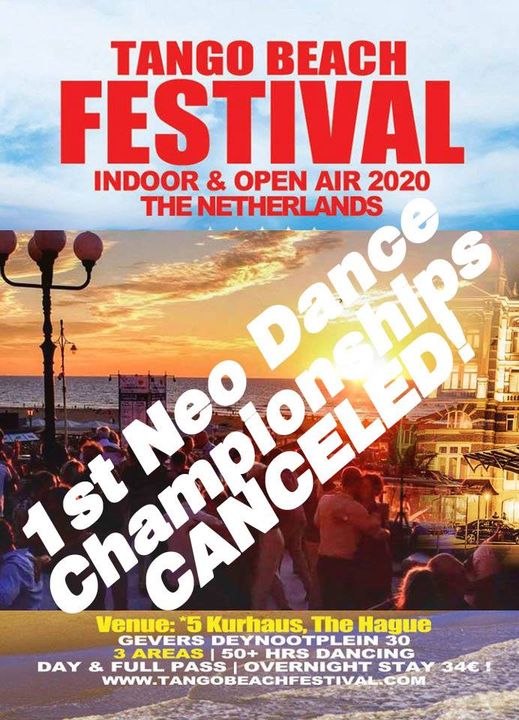 TANGO BEACH
FESTIVAL
INDOOR & OPEN AIR 2020
THE NETHERLANDS
1st Neo Dance
Championships
CANCELED!
Venue: *5 Kurhaus, The Hague
GEVERS DEYNOOTPLEIN 30
3 AREAS | 50+ HRS DANCING
DAY & FULL PASS | OVERNIGHT STAY 34€ !
WWW.TANGOBEACHFESTIVAL.COM